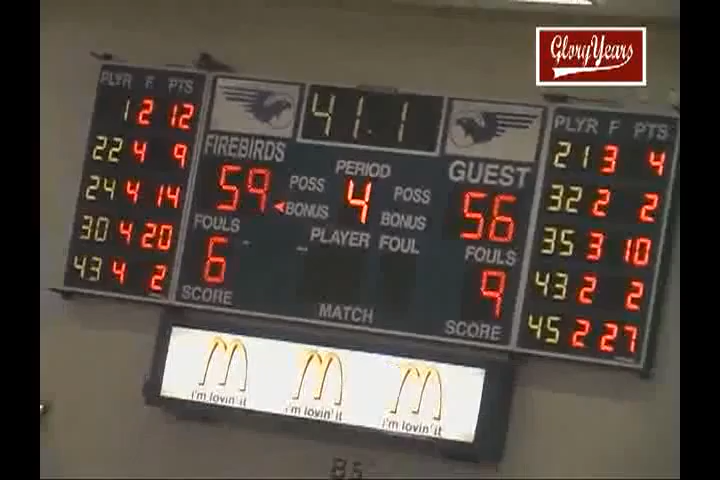 GloryYears
PLYR F PTS
1 2 12
22 4 9
24 4 14
30 4 20
43 4 2
41.1
FIREBIRDS
GUEST
PERIOD
59 POSS 4 POSS 56
BONUS BONUS
FOULS PLAYER FOUL FOULS
6 9
SCORE MATCH SCORE
PLYR F PTS
21 3 4
32 2 2
35 3 10
43 2 2
45 2 27
i'm lovin' it
i'm lovin' it
i'm lovin' it